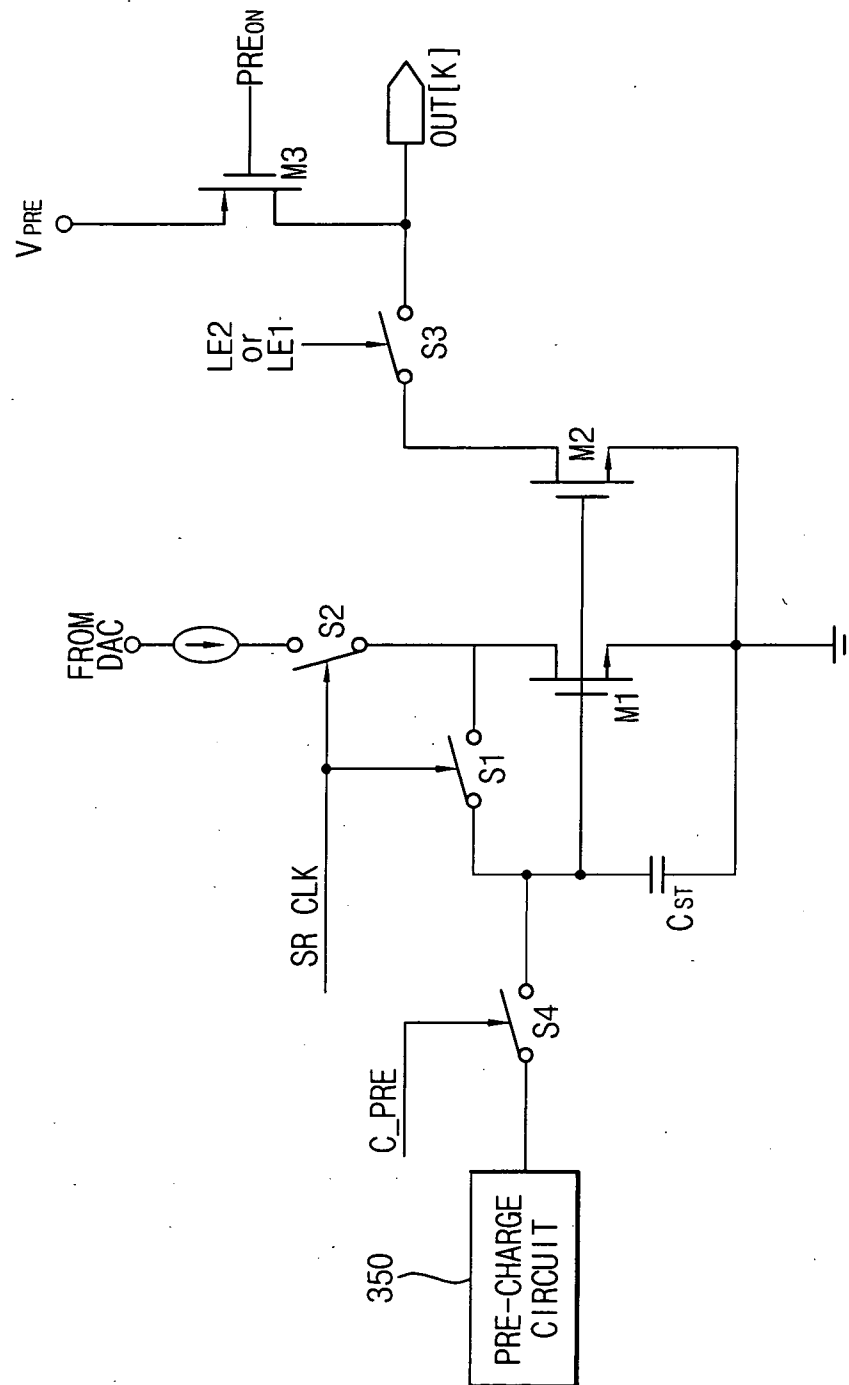 V PRE
PREON
M3
OUT[K]
LE2
or
LE1
S3
FROM
DAC
S2
M2
SR CLK
S1
M1
C_PRE
S4
CST
350
PRE-CHARGE
CIRCUIT